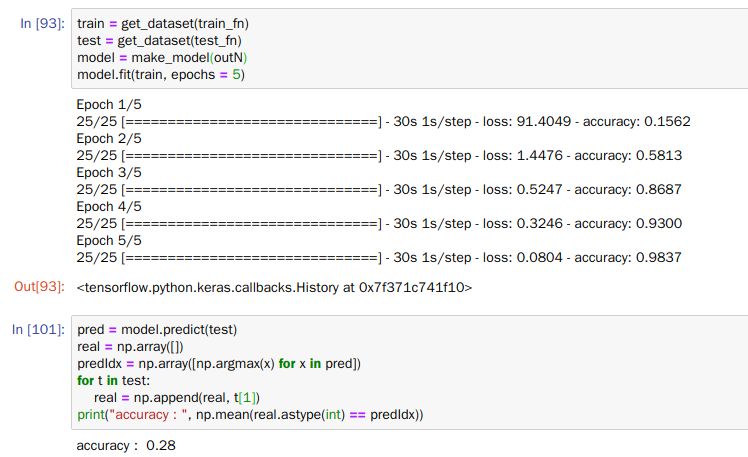 In [93]: train = get_dataset(train_fn)
test = get_dataset(test_fn)
model = make_model(outN)
model.fit(train, epochs = 5)
Epoch 1/5
25/25 [==============================] - 30s 1s/step - loss: 91.4049 - accuracy: 0.1562
Epoch 2/5
25/25 [==============================] - 30s 1s/step - loss: 1.4476 - accuracy: 0.5813
Epoch 3/5
25/25 [==============================] - 30s 1s/step - loss: 0.5247 - accuracy: 0.8687
Epoch 4/5
25/25 [==============================] - 30s 1s/step - loss: 0.3246 - accuracy: 0.9300
Epoch 5/5
25/25 [==============================] - 30s 1s/step - loss: 0.0804 - accuracy: 0.9837
Out[93]: <tensorflow.python.keras.callbacks.History at 0x7f371c741f10>
In [101]: pred = model.predict(test)
real = np.array([])
predIdx = np.array([np.argmax(x) for x in pred])
for t in test:
    real = np.append(real, t[1])
print("accuracy : ", np.mean(real.astype(int) == predIdx))
accuracy :  0.28